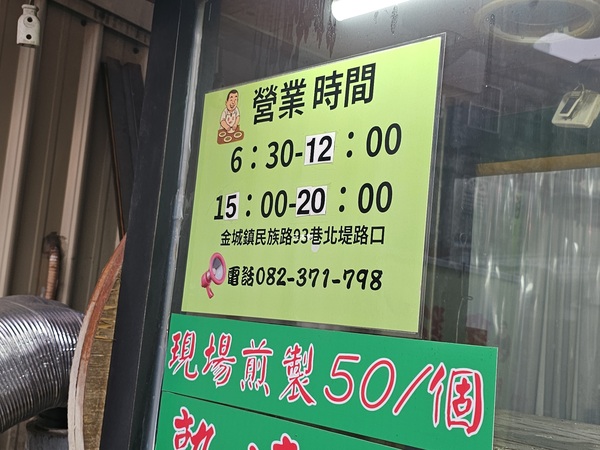 營業時間
6：30-12：00
15：00-20：00
金城鎮民族路93巷北堤路口
電話082-371-798
現場煎製50/個